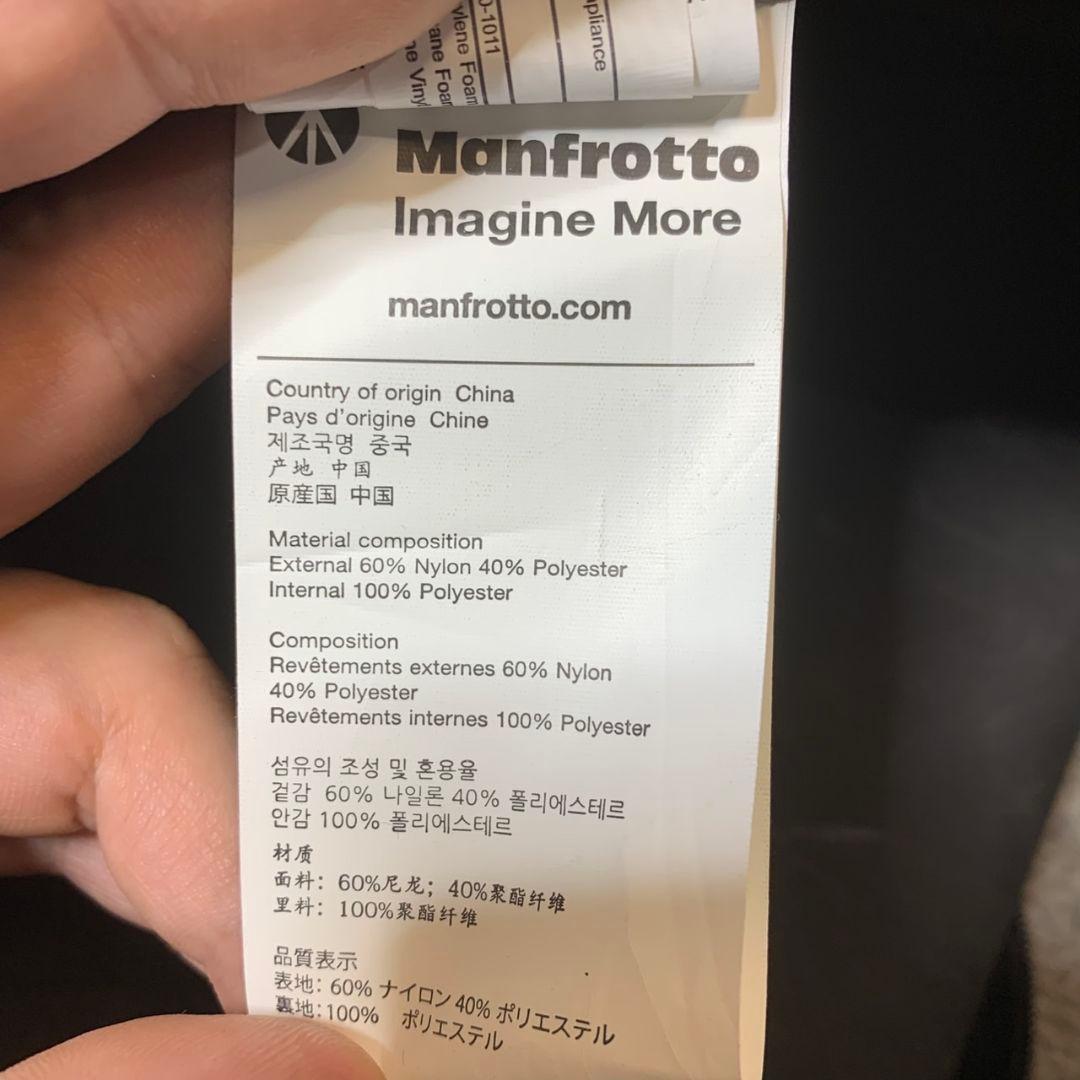 0-1011
pliance
Manfrotto
Imagine More
manfrotto.com
Country of origin China
Pays d'origine Chine
제조국명 중국
产地 中国
原産国 中国
Material composition
External 60% Nylon 40% Polyester
Internal 100% Polyester
Composition
Revêtements externes 60% Nylon
40% Polyester
Revêtements internes 100% Polyester
섬유의 조성 및 혼용율
겉감 60% 나일론 40% 폴리에스테르
안감 100% 폴리에스테르
材质
面料：60%尼龙；40%聚酯纤维
里料：100%聚酯纤维
品質表示
表地：60% ナイロン 40% ポリエステル
裏地：100% ポリエステル